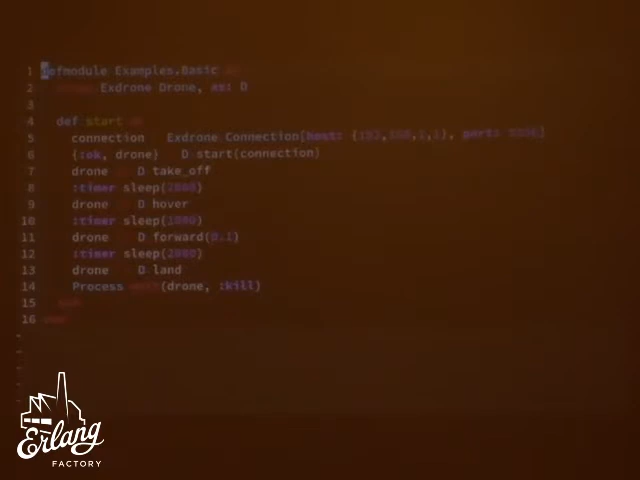 1 defmodule Examples.Basic do
2 Exdrone Drone, as: D
3
4 def start do
5 connection Exdrone Connection[host: {192,168,1,1}, port: 5556]
6 {:ok, drone} D start(connection)
7 drone D take_off
8 :timer sleep(2000)
9 drone D hover
10 :timer sleep(1000)
11 drone D forward(0.1)
12 :timer sleep(2000)
13 drone D land
14 Process (drone, :kill)
15 end
16 end
Erlang
FACTORY